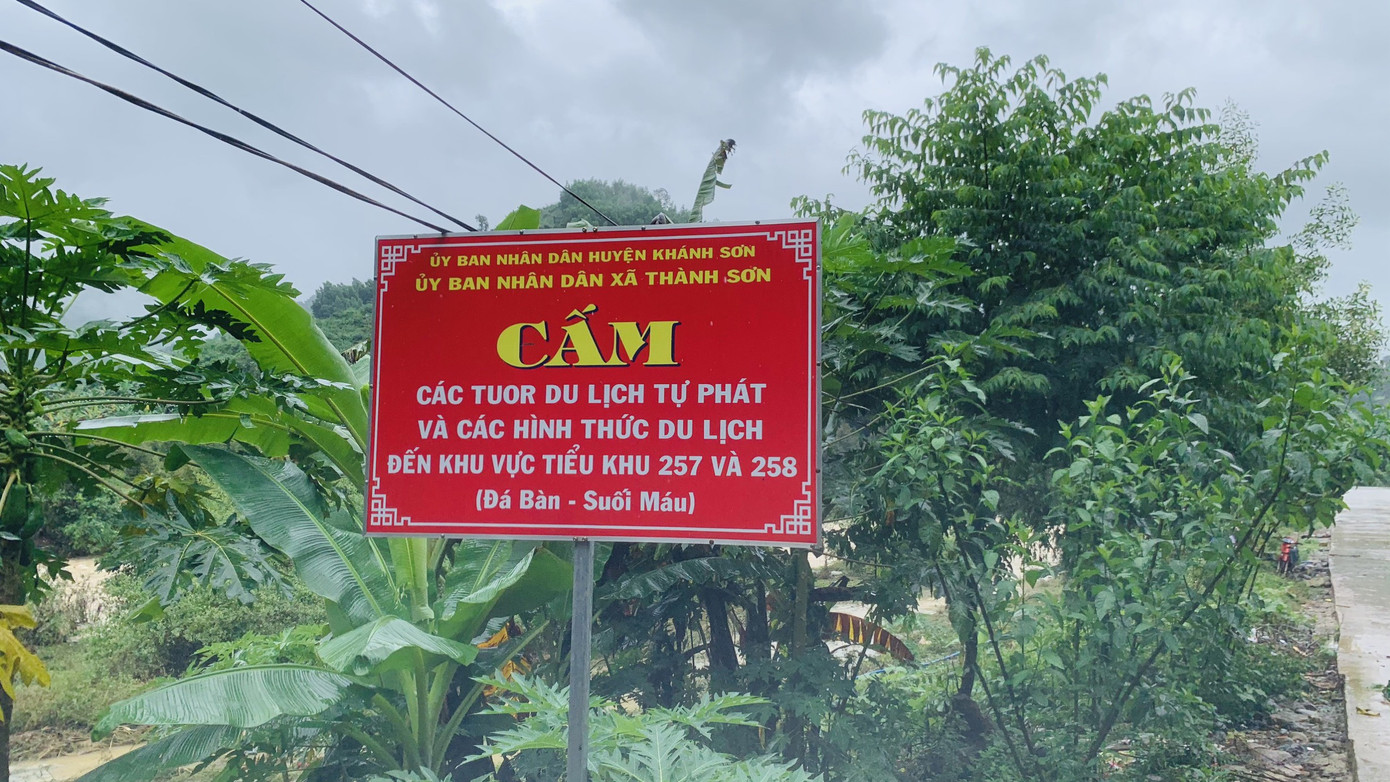 ỦY BAN NHÂN DÂN HUYỆN KHÁNH SƠN
ỦY BAN NHÂN DÂN XÃ THÀNH SƠN
CẤM
CÁC TUOR DU LỊCH TỰ PHÁT
VÀ CÁC HÌNH THỨC DU LỊCH
ĐẾN KHU VỰC TIỂU KHU 257 VÀ 258
(Đá Bàn - Suối Máu)